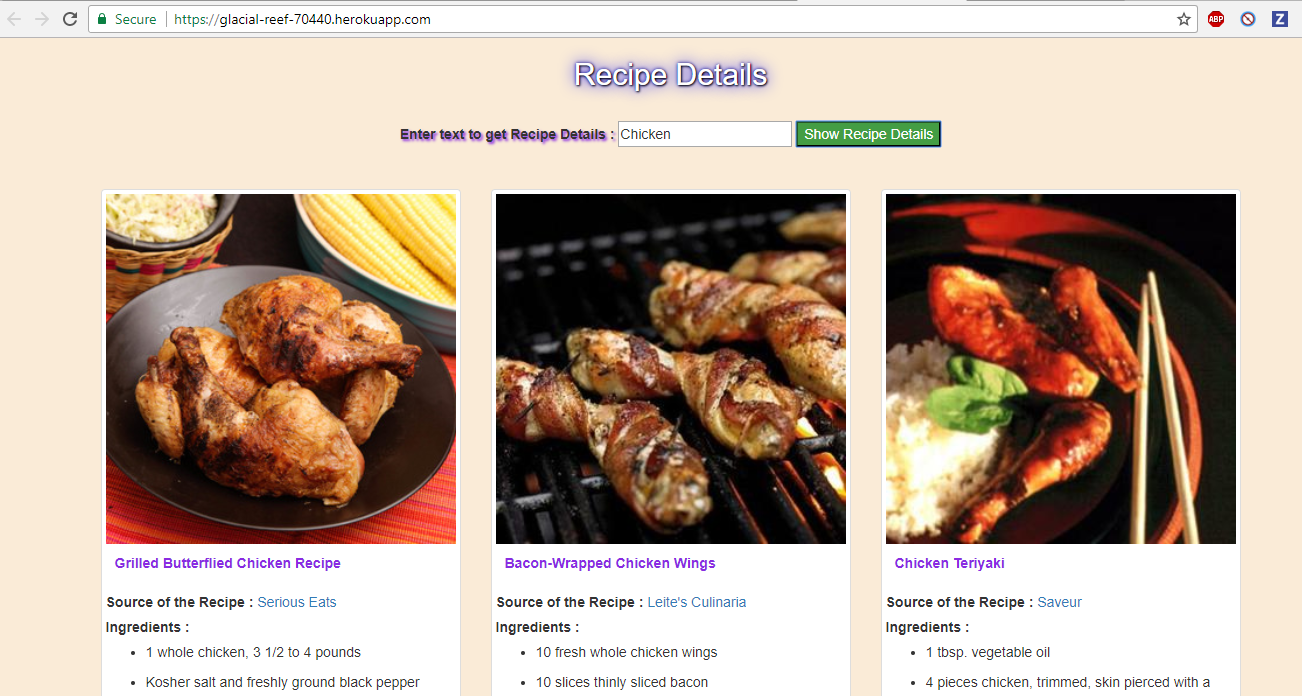 Secure https://glacial-reef-70440.herokuapp.com
ABP
Z
Recipe Details
Enter text to get Recipe Details : Chicken Show Recipe Details
Grilled Butterflied Chicken Recipe
Source of the Recipe : Serious Eats
Ingredients :
• 1 whole chicken, 3 1/2 to 4 pounds
• Kosher salt and freshly ground black pepper
Bacon-Wrapped Chicken Wings
Source of the Recipe : Leite's Culinaria
Ingredients :
• 10 fresh whole chicken wings
• 10 slices thinly sliced bacon
Chicken Teriyaki
Source of the Recipe : Saveur
Ingredients :
• 1 tbsp. vegetable oil
• 4 pieces chicken, trimmed, skin pierced with a